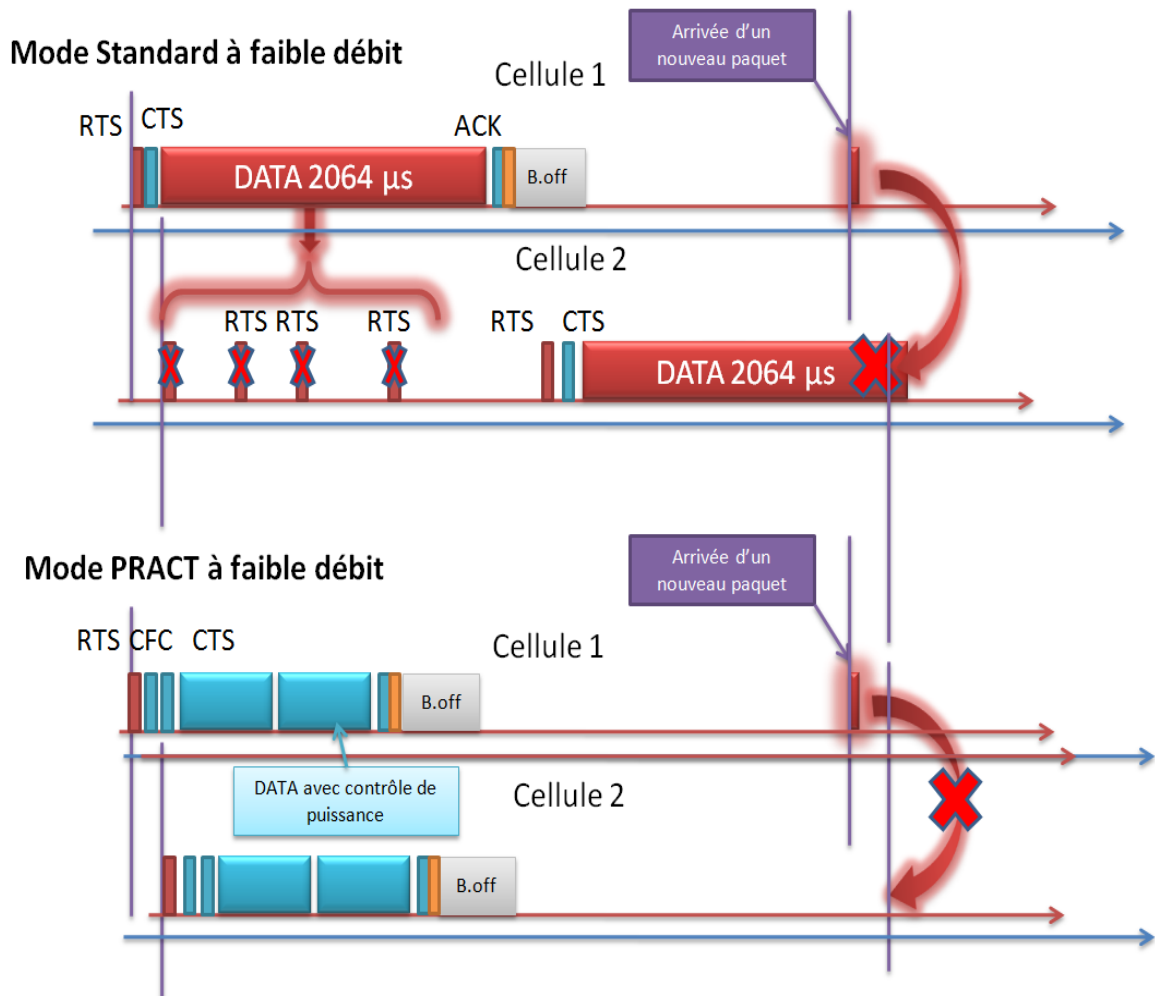 Mode Standard à faible débit
Arrivée d'un
nouveau paquet
Cellule 1
RTS
CTS
ACK
DATA 2064 µs
B.off
Cellule 2
RTS RTS
RTS
RTS
CTS
DATA 2064 µs
Mode PRACT à faible débit
Arrivée d'un
nouveau paquet
RTS CFC CTS
Cellule 1
B.off
DATA avec contrôle de
puissance
Cellule 2
B.off